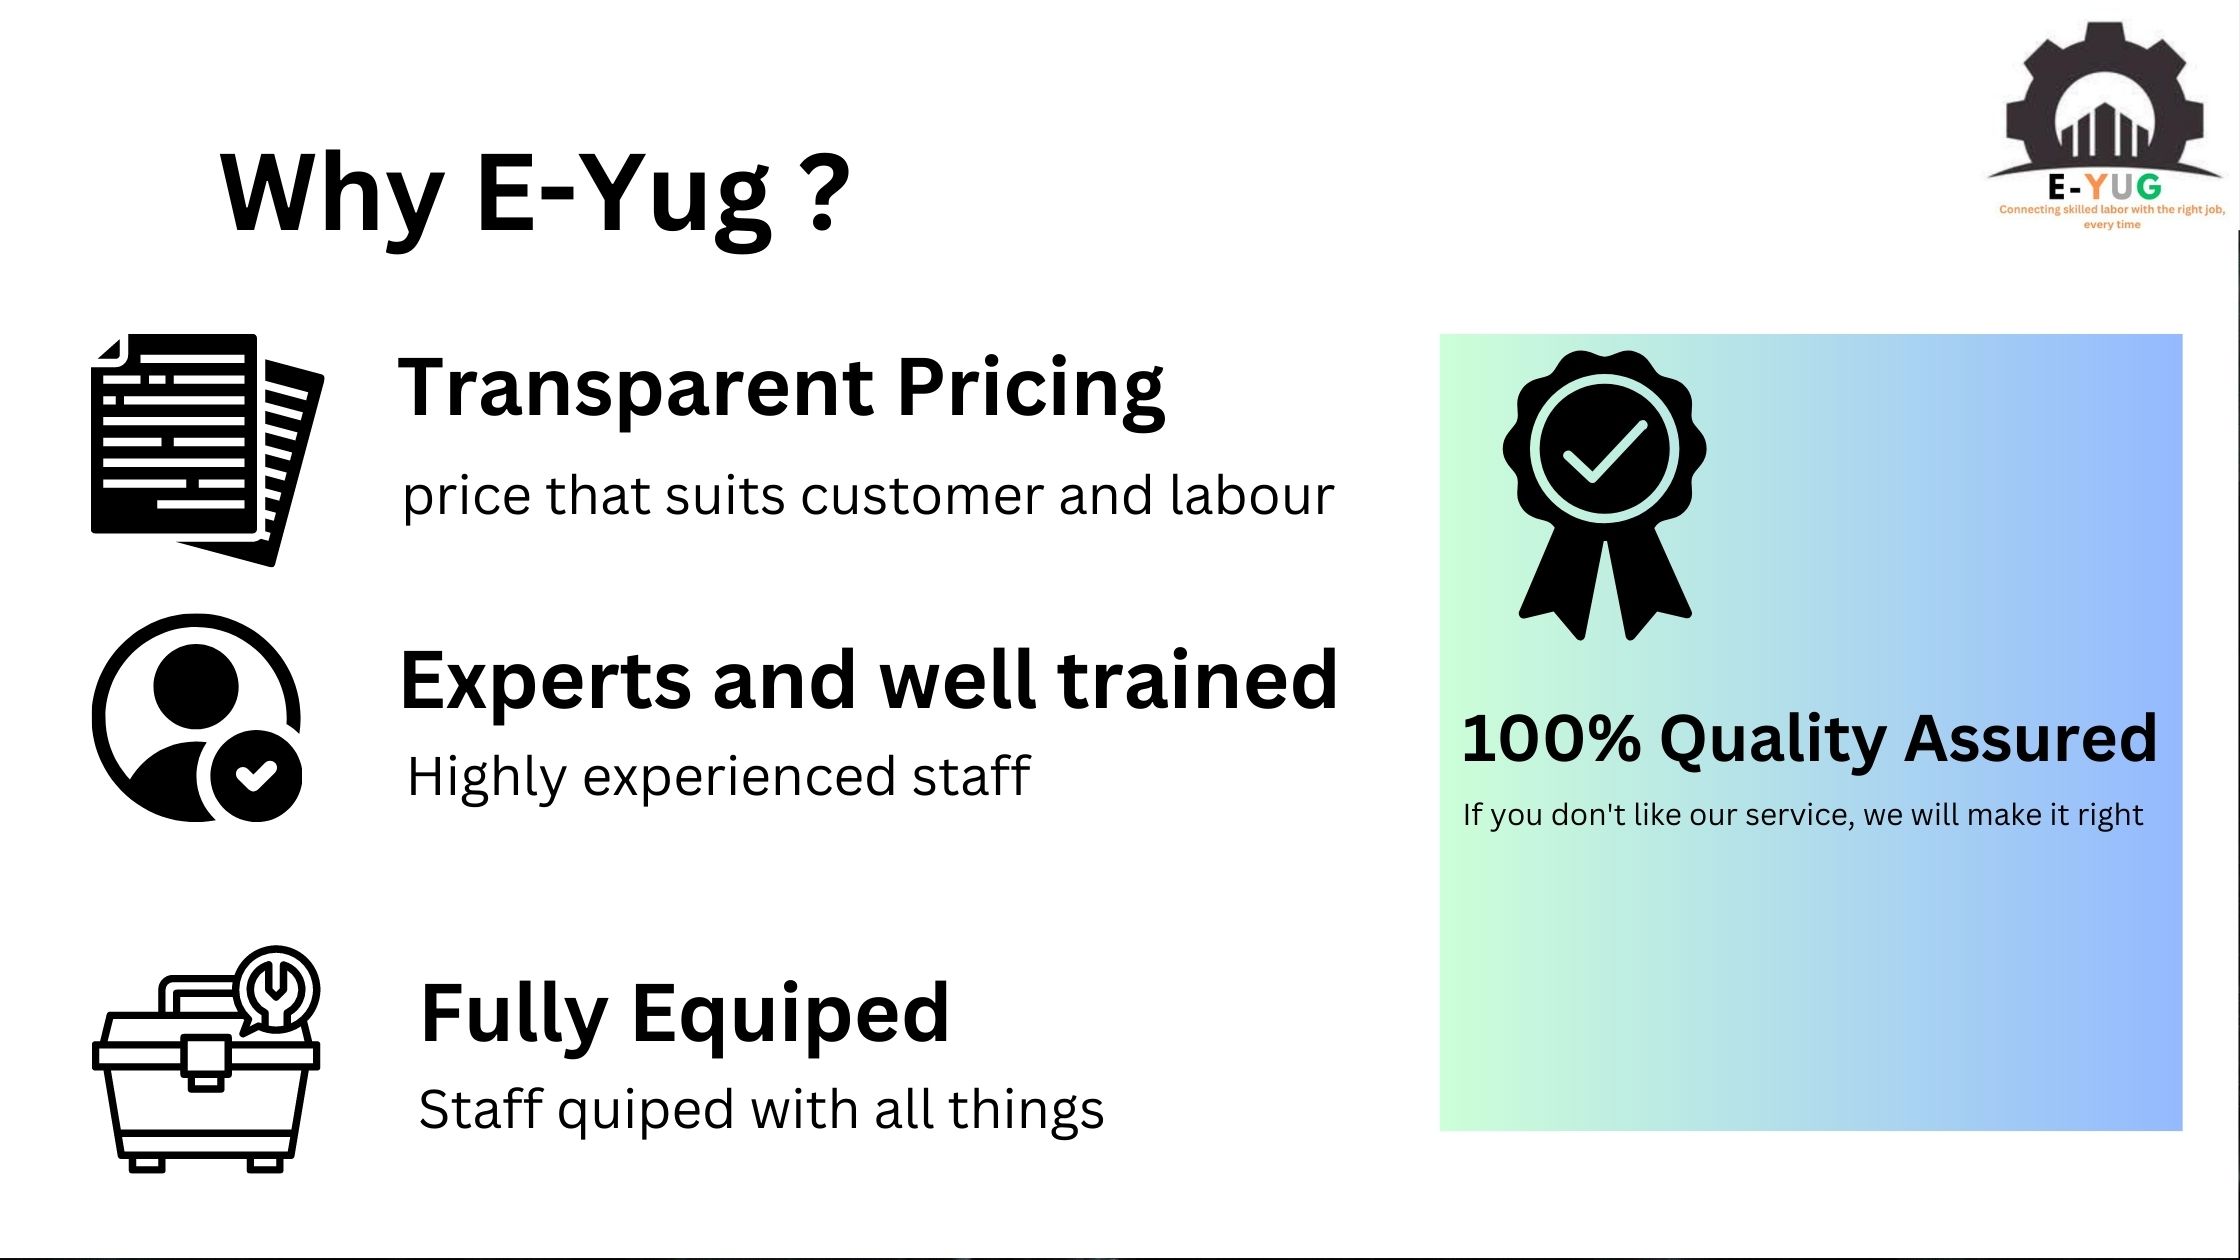 E-YUG
Connecting skilled labor with the right job,
every time
Why E-Yug ?
Transparent Pricing
price that suits customer and labour
Experts and well trained
Highly experienced staff
Fully Equiped
Staff quiped with all things
100% Quality Assured
If you don't like our service, we will make it right